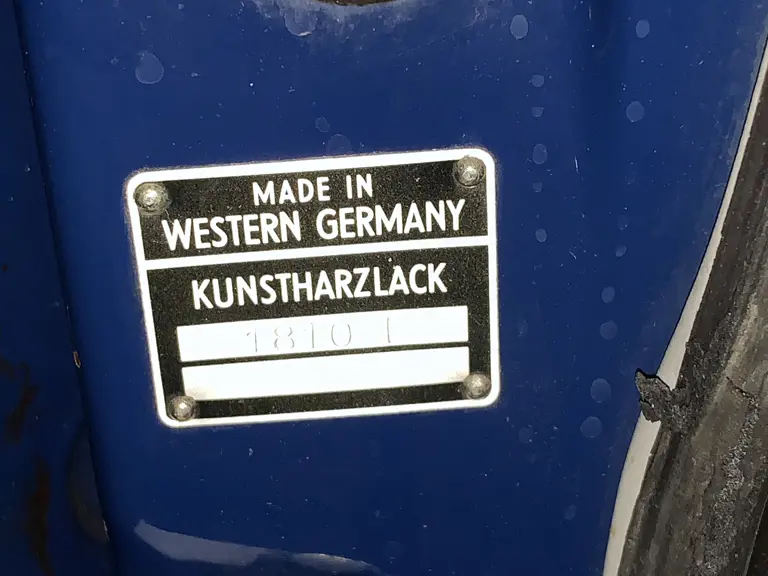 MADE IN
WESTERN GERMANY
KUNSTHARZLACK
1810 I